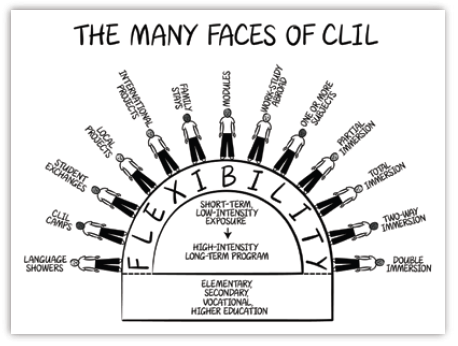 THE MANY FACES OF CLIL
LANGUAGE
SHOWERS
CLIL
CAMPS
STUDENT
EXCHANGES
LOCAL
PROJECTS
INTERNATIONAL
PROJECTS
FAMILY
STAYS
MODULES
WORK-STUDY
ABROAD
ONE OR MORE
SUBJECTS
PARTIAL
IMMERSION
TOTAL
IMMERSION
TWO-WAY
IMMERSION
DOUBLE
IMMERSION
FLEXIBILITY
SHORT-TERM,
LOW-INTENSITY
EXPOSURE
HIGH-INTENSITY
LONG-TERM PROGRAM
ELEMENTARY,
SECONDARY,
VOCATIONAL,
HIGHER EDUCATION